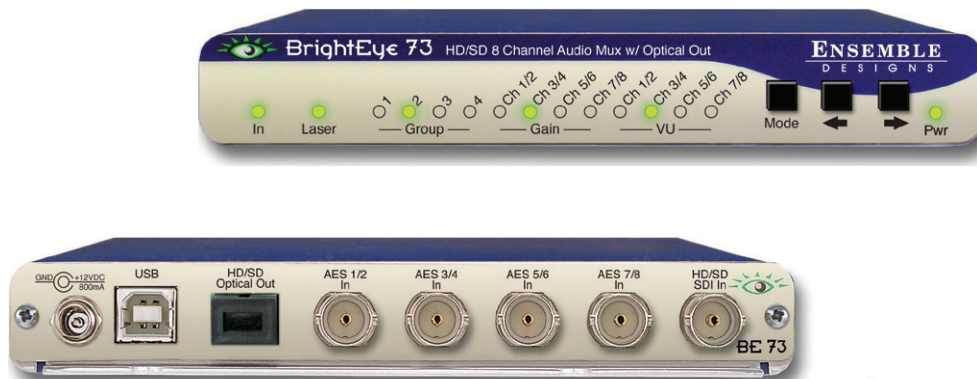 BrightEye 73 HD/SD 8 Channel Audio Mux w/ Optical Out
ENSEMBLE
DESIGNS
1 2 3 4 Ch 1/2 Ch 3/4 Ch 5/6 Ch 7/8 Ch 1/2 Ch 3/4 Ch 5/6 Ch 7/8
In Laser Group Gain VU Mode Pwr
GND +12VDC
800mA
USB
HD/SD
Optical Out
AES 1/2
In
AES 3/4
In
AES 5/6
In
AES 7/8
In
HD/SD
SDI In
BE 73